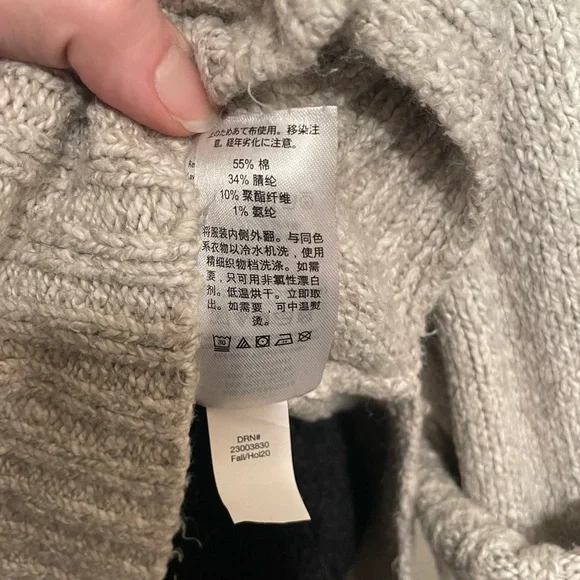 のため あて布使用。移染注
意。経年劣化に注意。
55% 棉
34% 腈纶
10% 聚酯纤维
1% 氨纶
将服装内侧外翻。与同色
系衣物以冷水机洗，使用
精细织物档洗涤。如需
要，只可用非氯性漂白
剂。低温烘干。立即取
出。如需要，可中温熨
烫。
DRN#
23003830
Fall/Hol20